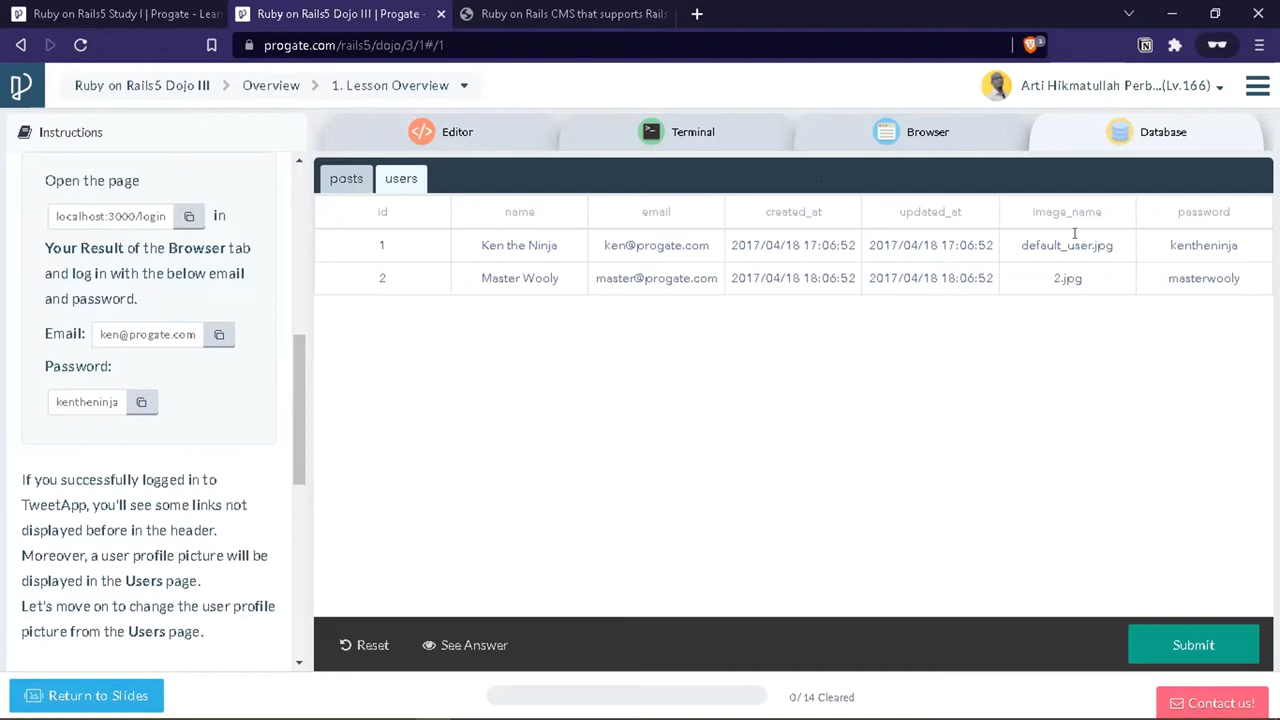 Ruby on Rails5 Study I | Progate - Lear
Ruby on Rails5 Dojo III | Progate -
Ruby on Rails CMS that supports Rails
progate.com/rails5/dojo/3/1#/1
Ruby on Rails5 Dojo III
Overview
1. Lesson Overview
Arti Hikmatullah Perb...(Lv.166)
Instructions
Editor
Terminal
Browser
Database
Open the page
localhost:3000/login in
Your Result of the Browser tab
and log in with the below email
and password.
Email: ken@progate.com
Password:
kentheninja
If you successfully logged in to
TweetApp, you'll see some links not
displayed before in the header.
Moreover, a user profile picture will be
displayed in the Users page.
Let's move on to change the user profile
picture from the Users page.
posts users
id name email created_at updated_at image_name password
1 Ken the Ninja ken@progate.com 2017/04/18 17:06:52 2017/04/18 17:06:52 default_user.jpg kentheninja
2 Master Wooly master@progate.com 2017/04/18 18:06:52 2017/04/18 18:06:52 2.jpg masterwooly
Reset
See Answer
Submit
Return to Slides
0/14 Cleared
Contact us!